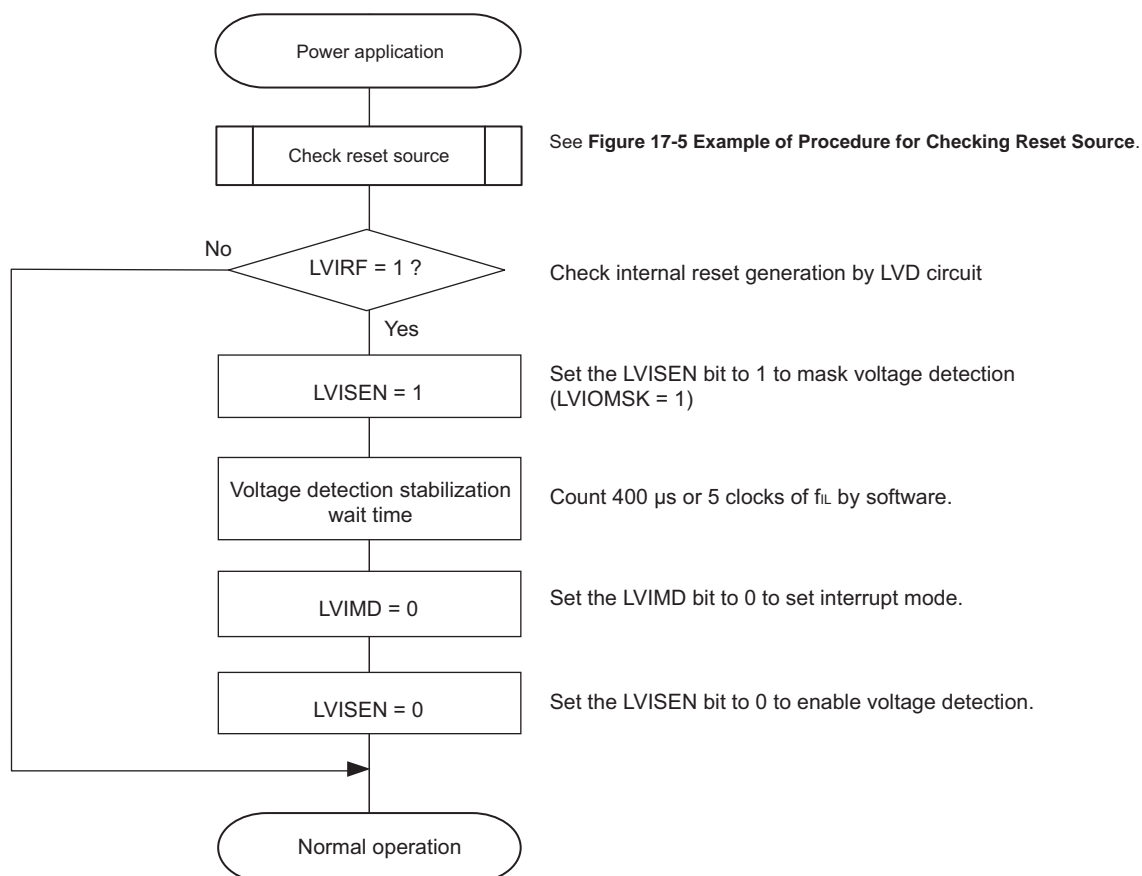 Power application
Check reset source
See Figure 17-5 Example of Procedure for Checking Reset Source.
No
LVIRF = 1 ?
Check internal reset generation by LVD circuit
Yes
LVISEN = 1
Set the LVISEN bit to 1 to mask voltage detection
(LVIOMSK = 1)
Voltage detection stabilization
wait time
Count 400 μs or 5 clocks of fIL by software.
LVIMD = 0
Set the LVIMD bit to 0 to set interrupt mode.
LVISEN = 0
Set the LVISEN bit to 0 to enable voltage detection.
Normal operation